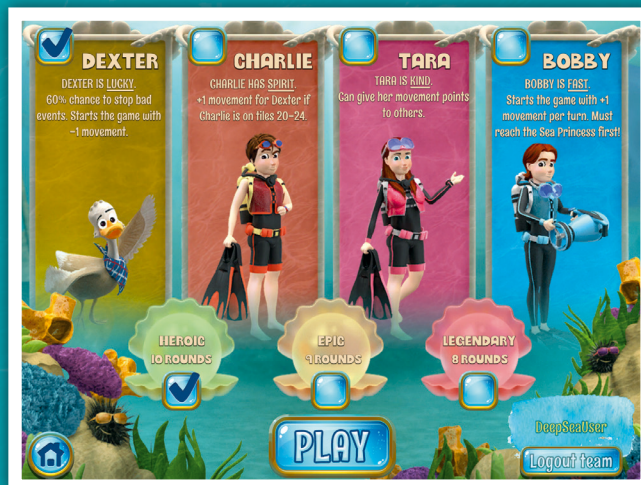 DEXTER
DEXTER IS LUCKY.
60% chance to stop bad
events. Starts the game with
-1 movement.
CHARLIE
CHARLIE HAS SPIRIT.
+1 movement for Dexter if
Charlie is on tiles 20-24.
TARA
TARA IS KIND.
Can give her movement points
to others.
BOBBY
BOBBY IS FAST.
Starts the game with +1
movement per turn. Must
reach the Sea Princess first!
HEROIC
10 ROUNDS
EPIC
9 ROUNDS
LEGENDARY
8 ROUNDS
PLAY
DeepSeaUser
Logout team